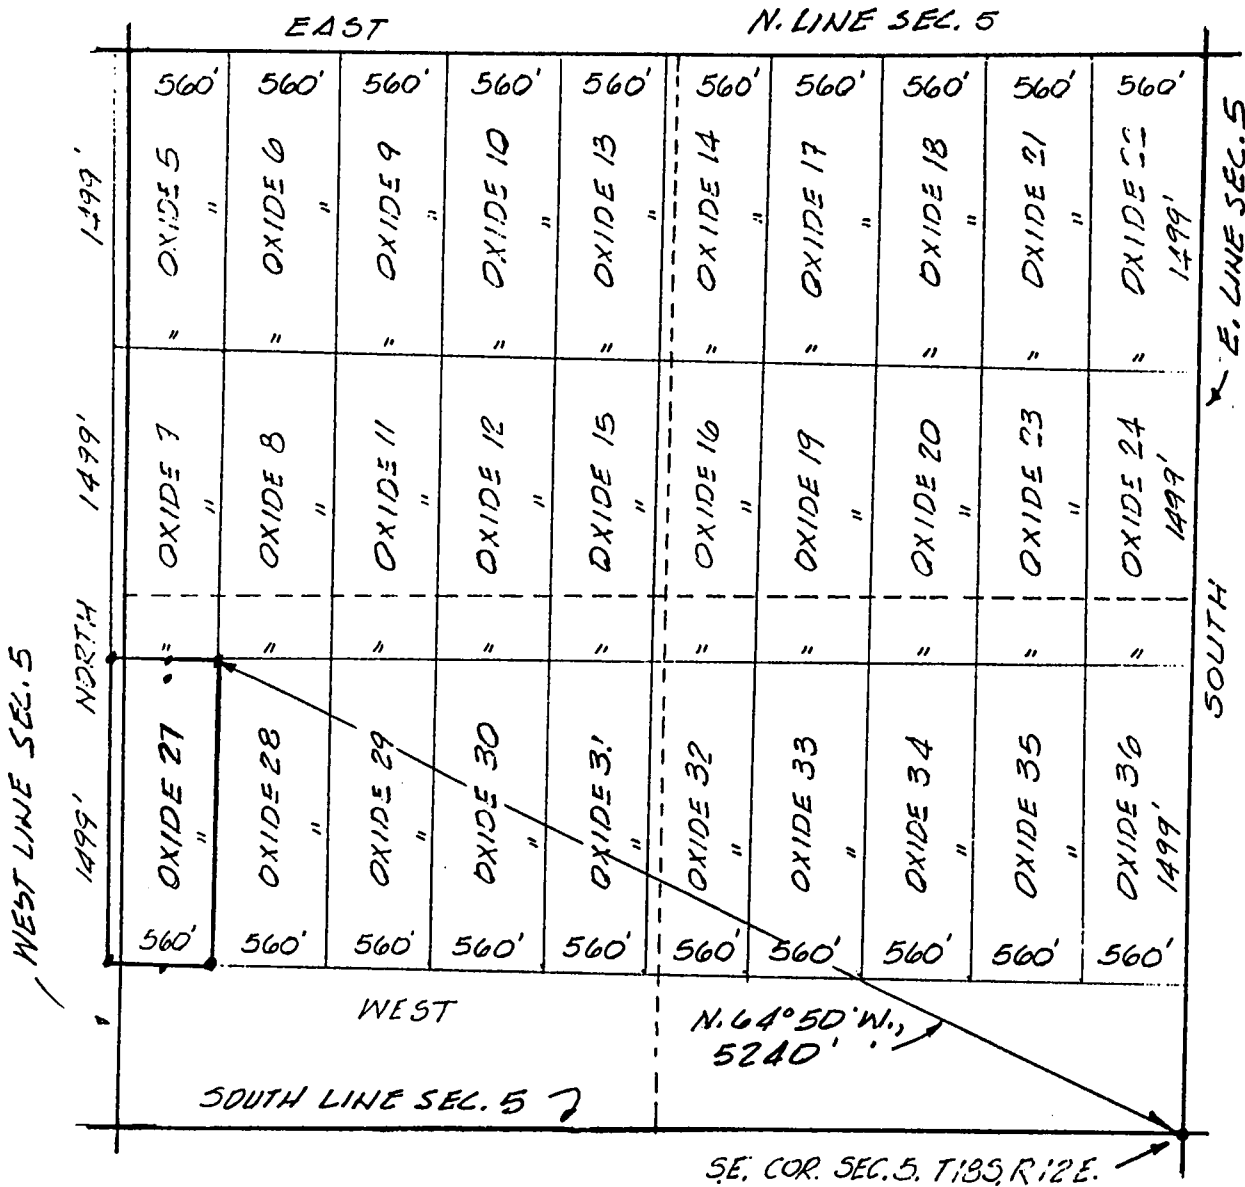 EAST N. LINE SEC. 5
560' 560' 560' 560' 560' 560' 560' 560' 560' 560'
1499' OXIDE 5 " OXIDE 6 " OXIDE 9 " OXIDE 10 " OXIDE 13 " OXIDE 14 " OXIDE 17 " OXIDE 18 " OXIDE 21 " OXIDE 22 1499'
E. LINE SEC. 5
" " " " " " " " " "
1499' OXIDE 7 " OXIDE 8 " OXIDE 11 " OXIDE 12 " OXIDE 15 " OXIDE 16 " OXIDE 19 " OXIDE 20 " OXIDE 23 " OXIDE 24 1499'
NORTH " " " " " " " " " " SOUTH
WEST LINE SEC. 5
1499' OXIDE 27 " OXIDE 28 " OXIDE 29 " OXIDE 30 " OXIDE 31 " OXIDE 32 " OXIDE 33 " OXIDE 34 " OXIDE 35 " OXIDE 36 1499'
560' 560' 560' 560' 560' 560' 560' 560' 560' 560'
WEST
N. 64° 50' W.,
5240'
SOUTH LINE SEC. 5
S.E. COR. SEC. 5. T18S, R12E.